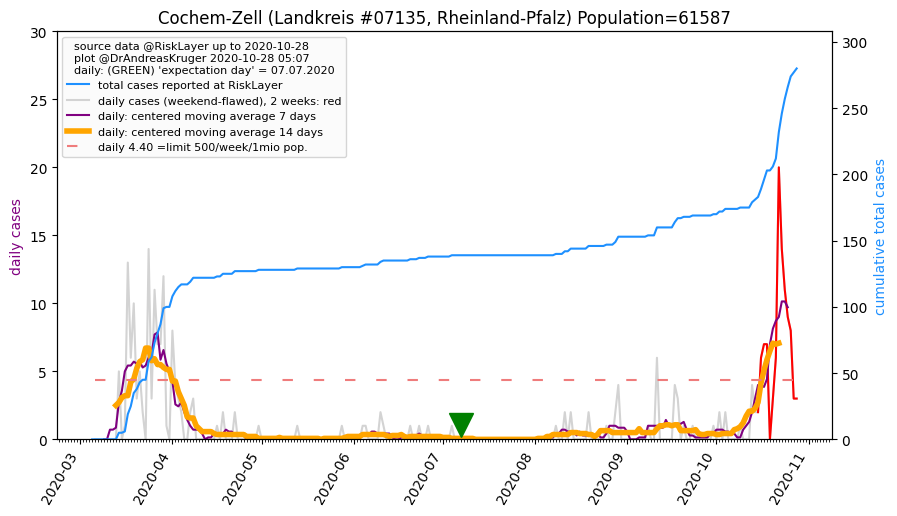 Cochem-Zell (Landkreis #07135, Rheinland-Pfalz) Population=61587
source data @RiskLayer up to 2020-10-28
plot @DrAndreasKruger 2020-10-28 05:07
daily: (GREEN) 'expectation day' = 07.07.2020
total cases reported at RiskLayer
daily cases (weekend-flawed), 2 weeks: red
daily: centered moving average 7 days
daily: centered moving average 14 days
daily 4.40 =limit 500/week/1mio pop.
daily cases
30
25
20
15
10
5
0
cumulative total cases
300
250
200
150
100
50
0
2020-03
2020-04
2020-05
2020-06
2020-07
2020-08
2020-09
2020-10
2020-11